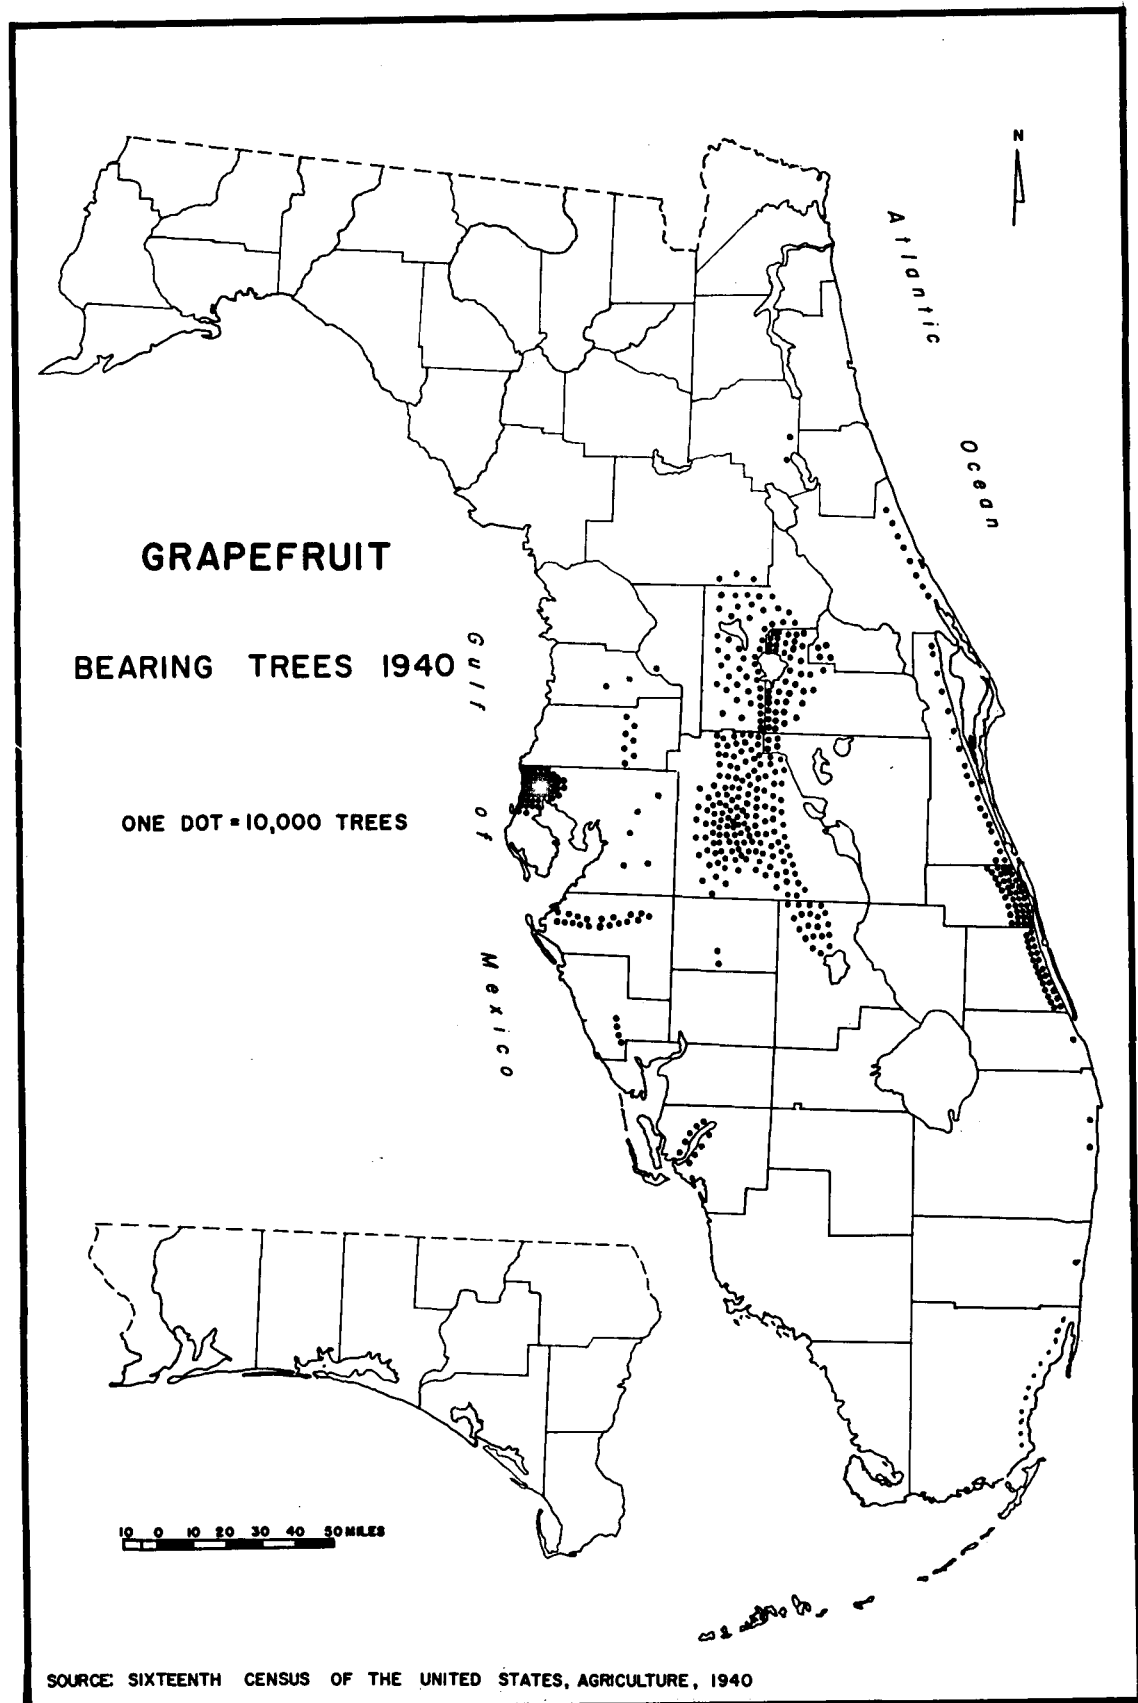 N
Atlantic
Ocean
GRAPEFRUIT
BEARING TREES 1940
Gulf
of
Mexico
ONE DOT = 10,000 TREES
10 0 10 20 30 40 50 MILES
SOURCE: SIXTEENTH CENSUS OF THE UNITED STATES, AGRICULTURE, 1940